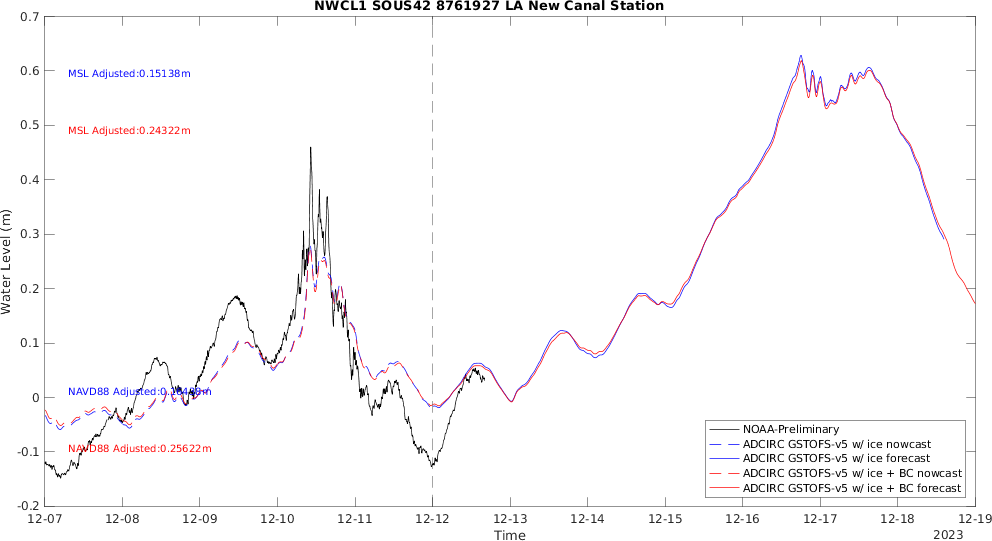 NWCL1 SOUS42 8761927 LA New Canal Station
Water Level (m)
0.7
0.6
0.5
0.4
0.3
0.2
0.1
0
-0.1
-0.2
MSL Adjusted:0.15138m
MSL Adjusted:0.24322m
NAVD88 Adjusted:
NAVD88 Adjusted:0.25622m
NOAA-Preliminary
ADCIRC GSTOFS-v5 w/ ice nowcast
ADCIRC GSTOFS-v5 w/ ice forecast
ADCIRC GSTOFS-v5 w/ ice + BC nowcast
ADCIRC GSTOFS-v5 w/ ice + BC forecast
12-07 12-08 12-09 12-10 12-11 12-12 12-13 12-14 12-15 12-16 12-17 12-18 12-19
Time
2023